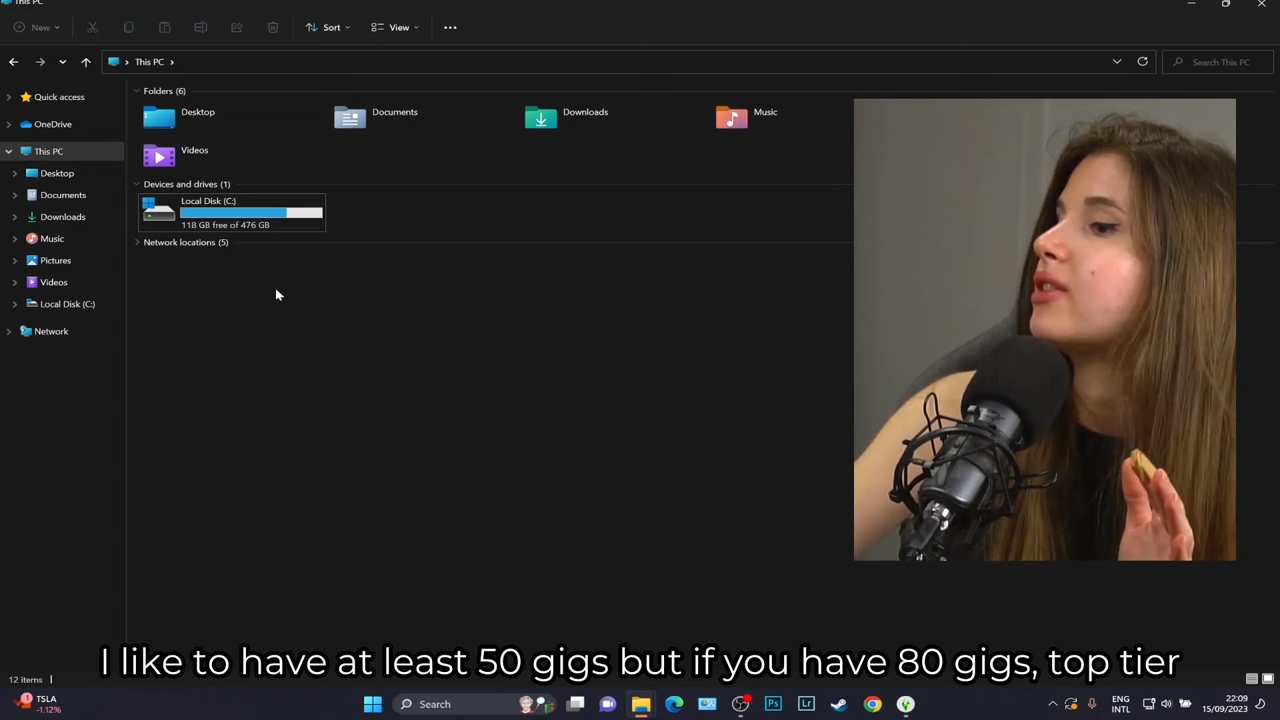 This PC
New
Sort
View
This PC
Search This PC
Quick access
OneDrive
This PC
Desktop
Documents
Downloads
Music
Pictures
Videos
Local Disk (C:)
Network
Folders (6)
Desktop
Documents
Downloads
Music
Videos
Devices and drives (1)
Local Disk (C:)
118 GB free of 476 GB
Network locations (5)
I like to have at least 50 gigs but if you have 80 gigs, top tier
12 items
TSLA
-1.12%
Search
Ps
Lr
ENG
INTL
22:09
15/09/2023